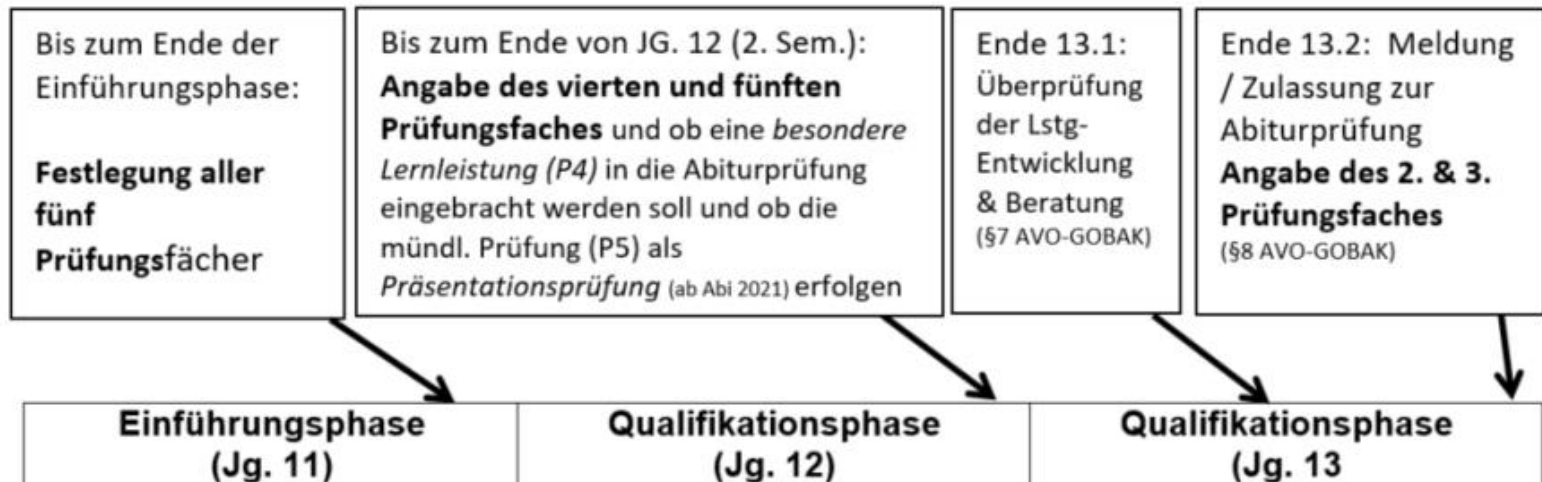 Bis zum Ende der
Einführungsphase:
Festlegung aller
fünf
Prüfungsfächer
Bis zum Ende von JG. 12 (2. Sem.):
Angabe des vierten und fünften
Prüfungsfaches und ob eine besondere
Lernleistung (P4) in die Abiturprüfung
eingebracht werden soll und ob die
mündl. Prüfung (P5) als
Präsentationsprüfung (ab Abi 2021) erfolgen
Ende 13.1:
Überprüfung
der Lstg-
Entwicklung
& Beratung
(§7 AVO-GOBAK)
Ende 13.2: Meldung
/ Zulassung zur
Abiturprüfung
Angabe des 2. & 3.
Prüfungsfaches
(§8 AVO-GOBAK)
Einführungsphase
(Jg. 11)
Qualifikationsphase
(Jg. 12)
Qualifikationsphase
(Jg. 13